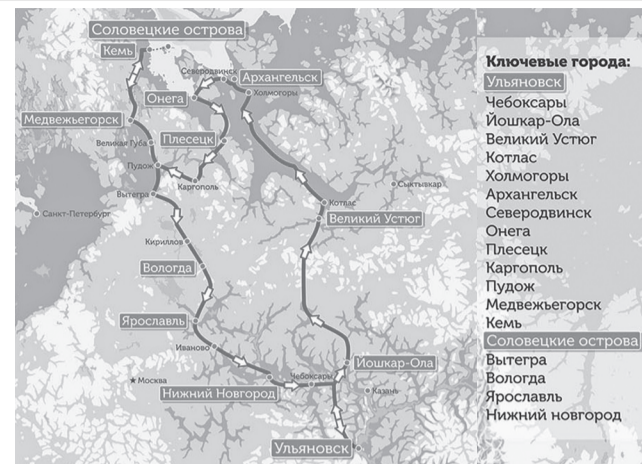 Соловецкие острова
Кемь
Северодвинск
Архангельск
Онега
Холмогоры
Медвежьегорск
Великая Губа
Плесецк
Пудож
Каргополь
Вытегра
Сыктывкар
Котлас
Санкт-Петербург
Великий Устюг
Кириллов
Вологда
Ярославль
Иваново
Йошкар-Ола
Чебоксары
Москва
Нижний Новгород
Казань
Ульяновск
Ключевые города:
Ульяновск
Чебоксары
Йошкар-Ола
Великий Устюг
Котлас
Холмогоры
Архангельск
Северодвинск
Онега
Плесецк
Каргополь
Пудож
Медвежьегорск
Кемь
Соловецкие острова
Вытегра
Вологда
Ярославль
Нижний новгород